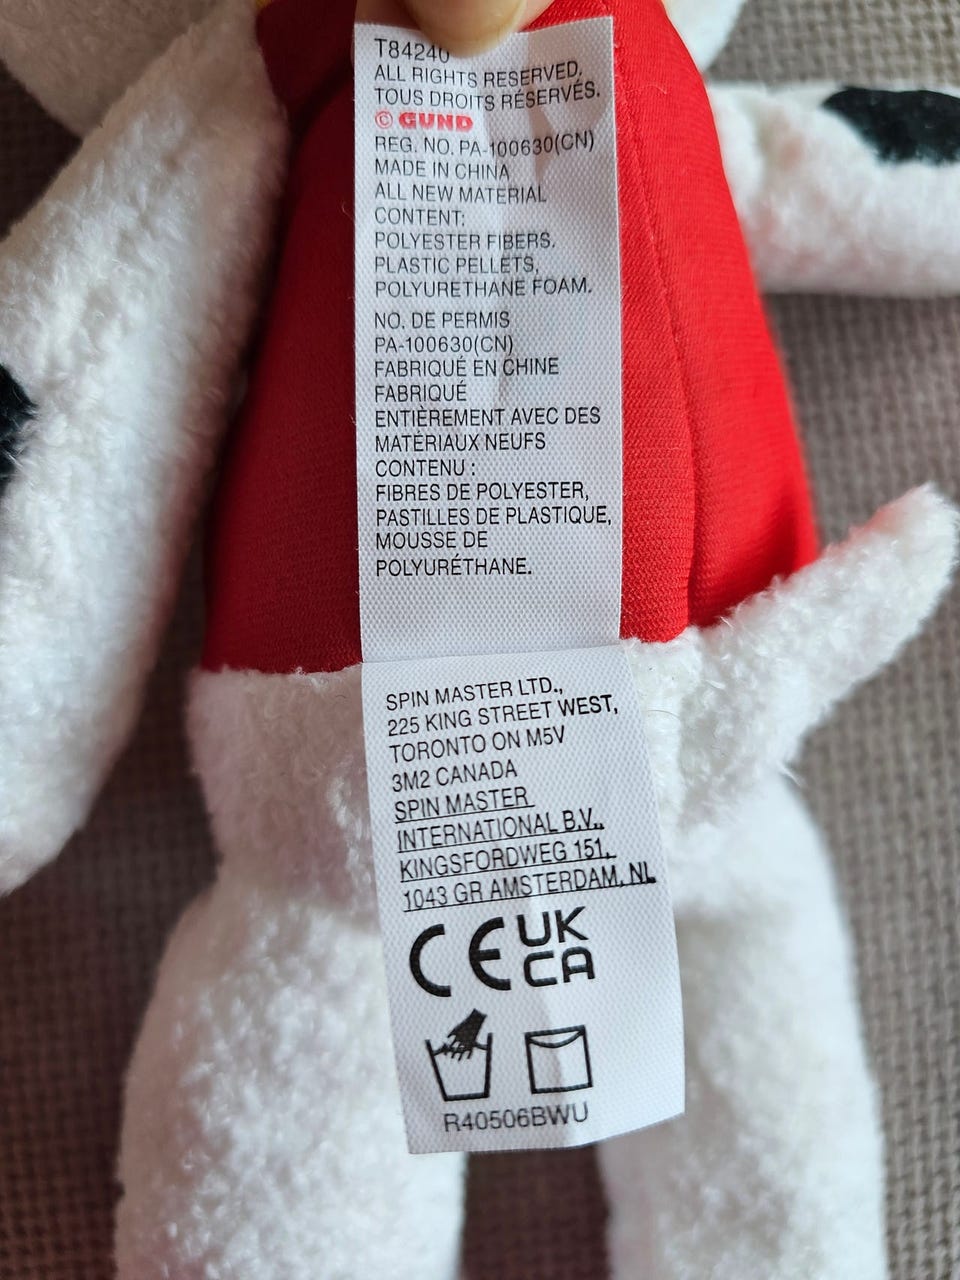 T84240
ALL RIGHTS RESERVED.
TOUS DROITS RÉSERVÉS.
© GUND
REG. NO. PA-100630(CN)
MADE IN CHINA
ALL NEW MATERIAL
CONTENT:
POLYESTER FIBERS.
PLASTIC PELLETS,
POLYURETHANE FOAM.
NO. DE PERMIS
PA-100630(CN)
FABRIQUÉ EN CHINE
FABRIQUÉ
ENTIÈREMENT AVEC DES
MATÉRIAUX NEUFS
CONTENU :
FIBRES DE POLYESTER,
PASTILLES DE PLASTIQUE,
MOUSSE DE
POLYURÉTHANE.
SPIN MASTER LTD.,
225 KING STREET WEST,
TORONTO ON M5V
3M2 CANADA
SPIN MASTER
INTERNATIONAL B.V.,
KINGSFORDWEG 151,
1043 GR AMSTERDAM, NL
CE UK
CA
R40506BWU